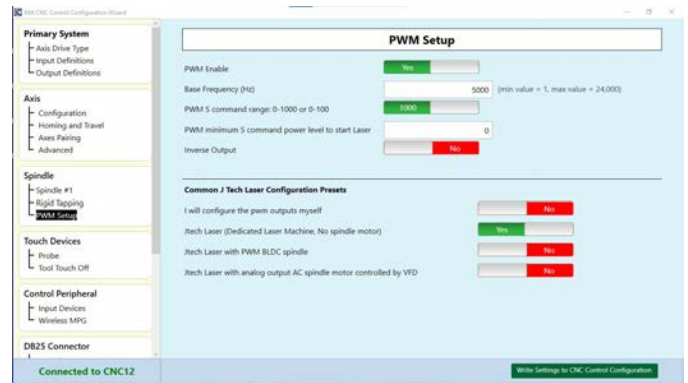 CNC Control Configuration Wizard
Primary System
Axis Drive Type
Input Definitions
Output Definitions
Axis
Configuration
Homing and Travel
Axes Pairing
Advanced
Spindle
Spindle #1
Rigid Tapping
PWM Setup
Touch Devices
Probe
Tool Touch Off
Control Peripheral
Input Devices
Wireless MPG
DB25 Connector
Connected to CNC12
PWM Setup
PWM Enable Yes
Base Frequency (Hz) 5000 (min value = 1, max value = 24,000)
PWM S command range: 0-1000 or 0-100 1000
PWM minimum S command power level to start Laser 0
Inverse Output No
Common J Tech Laser Configuration Presets
I will configure the pwm outputs myself No
Jtech Laser (Dedicated Laser Machine, No spindle motor) Yes
Jtech Laser with PWM BLDC spindle No
Jtech Laser with analog output AC spindle motor controlled by VFD No
Write Settings to CNC Control Configuration